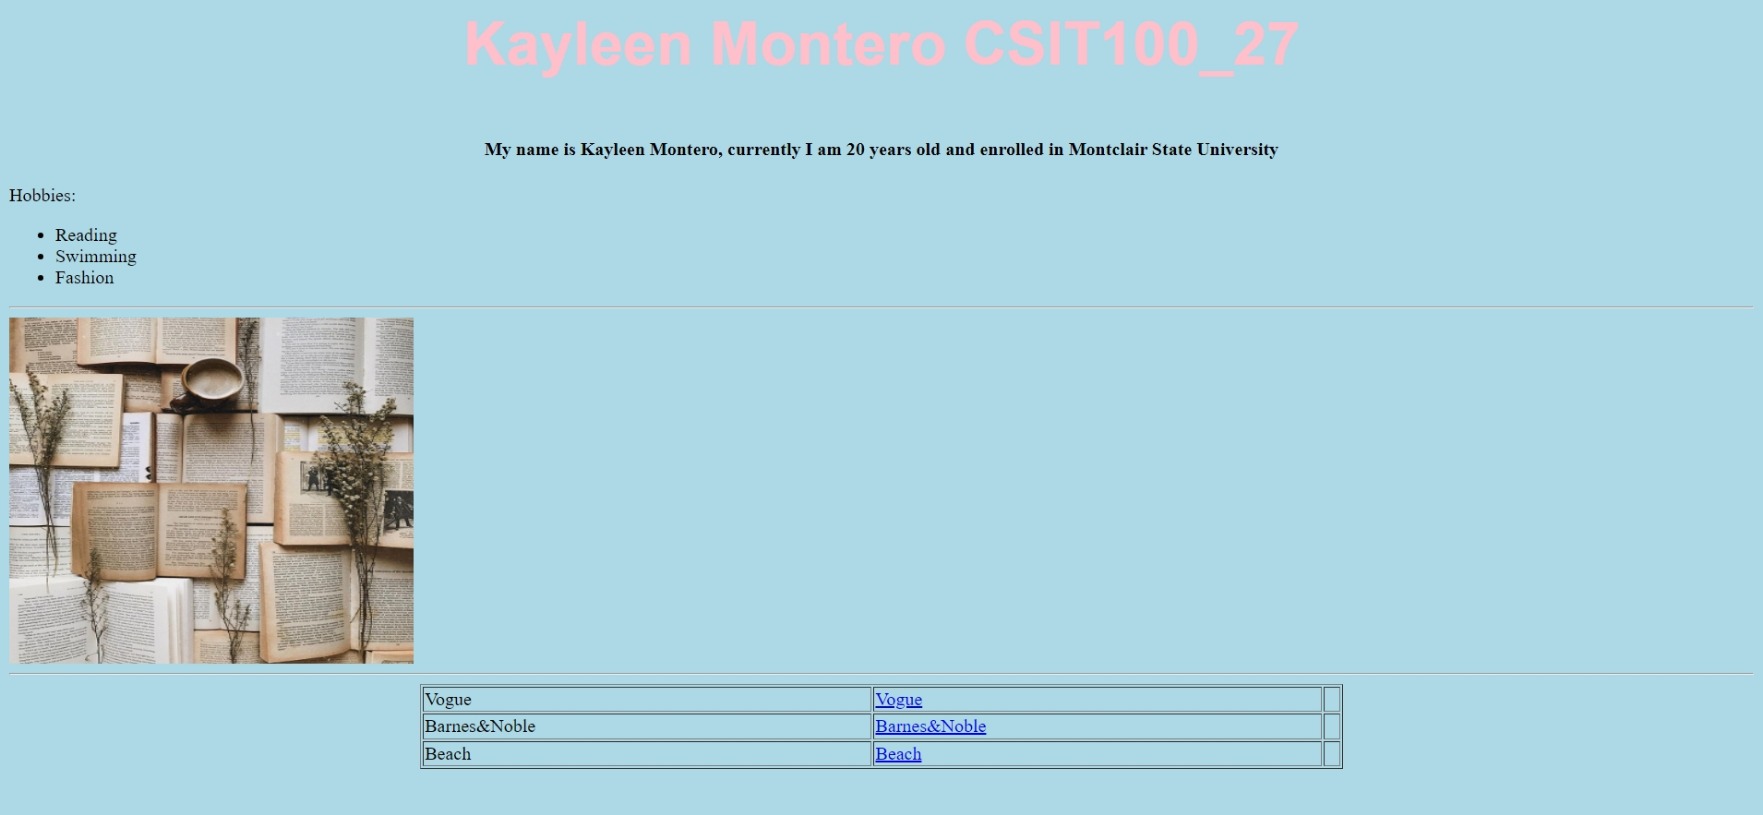 Kayleen Montero CSIT100_27
My name is Kayleen Montero, currently I am 20 years old and enrolled in Montclair State University
Hobbies:
Reading
Swimming
Fashion
Vogue Vogue
Barnes&Noble Barnes&Noble
Beach Beach